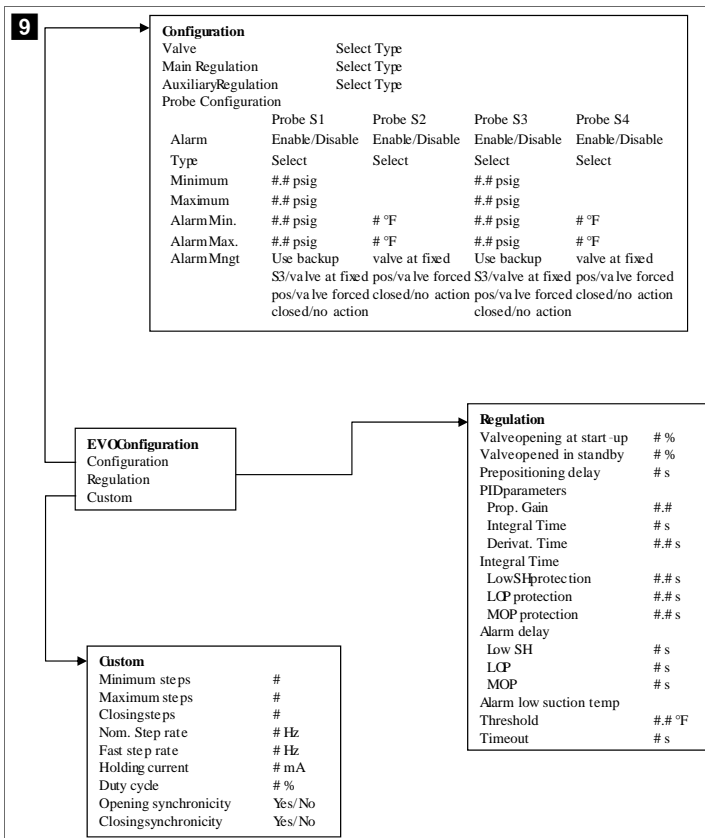 9
Configuration
Valve Select Type
Main Regulation Select Type
AuxiliaryRegulation Select Type
Probe Configuration
Probe S1 Probe S2 Probe S3 Probe S4
Alarm Enable/Disable Enable/Disable Enable/Disable Enable/Disable
Type Select Select Select Select
Minimum #.# psig #.# psig
Maximum #.# psig #.# psig
AlarmMin. #.# psig # °F #.# psig # °F
AlarmMax. #.# psig # °F #.# psig # °F
AlarmMngt Use backup valve at fixed Use backup valve at fixed
S3/valve at fixed pos/valve forced S3/valve at fixed pos/valve forced
pos/valve forced closed/no action pos/valve forced closed/no action
closed/no action closed/no action
EVOConfiguration
Configuration
Regulation
Custom
Regulation
Valveopening at start-up # %
Valveopened in standby # %
Prepositioning delay # s
PIDparameters
Prop. Gain #.#
Integral Time # s
Derivat. Time #.# s
Integral Time
LowSHprotection #.# s
LOP protection #.# s
MOP protection #.# s
Alarm delay
Low SH # s
LOP # s
MOP # s
Alarm low suction temp
Threshold #.# °F
Timeout # s
Custom
Minimum steps #
Maximum steps #
Closingsteps #
Nom. Step rate # Hz
Fast step rate # Hz
Holding current # mA
Duty cycle # %
Opening synchronicity Yes/No
Closingsynchronicity Yes/No